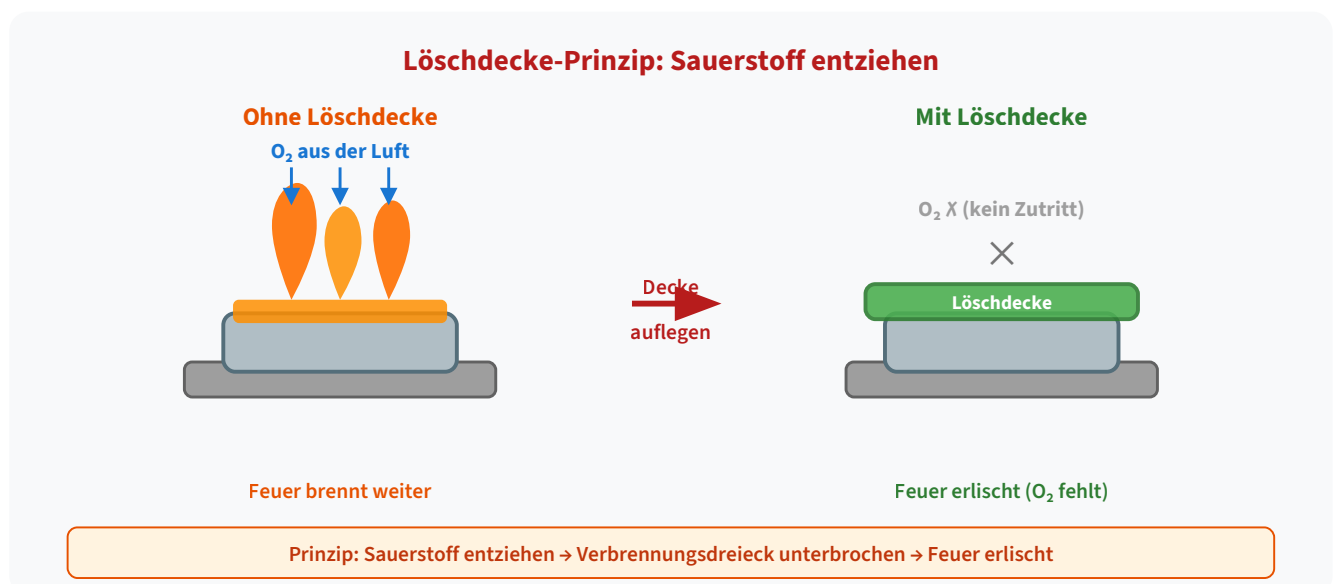 Löschdecke-Prinzip: Sauerstoff entziehen
Ohne Löschdecke
O₂ aus der Luft
Feuer brennt weiter
Decke
auflegen
Mit Löschdecke
O₂ ✗ (kein Zutritt)
Löschdecke
Feuer erlischt (O₂ fehlt)
Prinzip: Sauerstoff entziehen → Verbrennungsdreieck unterbrochen → Feuer erlischt